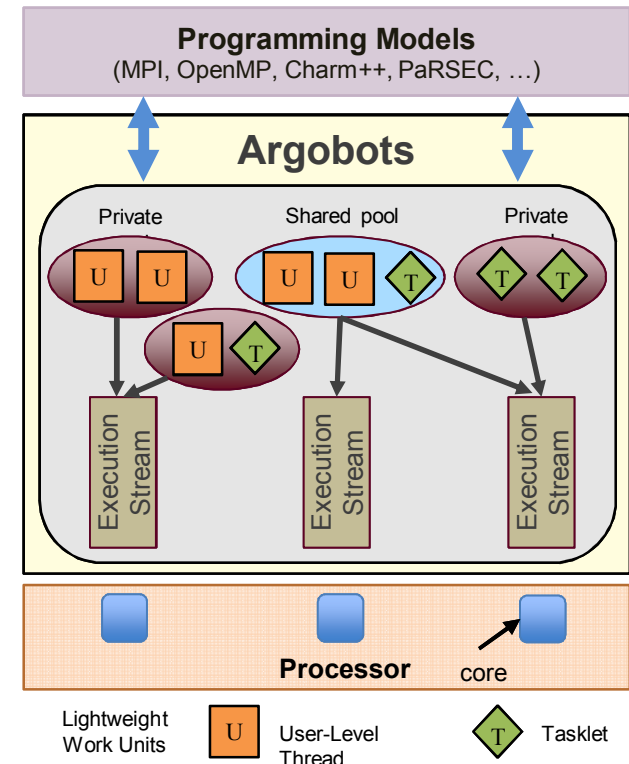 Programming Models
(MPI, OpenMP, Charm++, PaRSEC, …)
Argobots
Private
Shared pool
Private
U
U
U
U
T
T
T
U
T
Execution
Stream
Execution
Stream
Execution
Stream
Processor
core
Lightweight
Work Units
U
User-Level
Thread
T
Tasklet